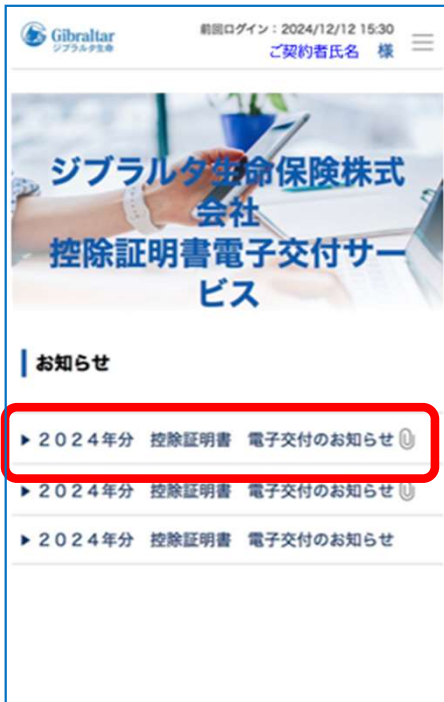 Gibraltar
ジブラルタ生命
前回ログイン：2024/12/12 15:30
ご契約者氏名　様
ジブラルタ生命保険株式
会社
控除証明書電子交付サー
ビス
お知らせ
２０２４年分　控除証明書　電子交付のお知らせ
２０２４年分　控除証明書　電子交付のお知らせ
２０２４年分　控除証明書　電子交付のお知らせ